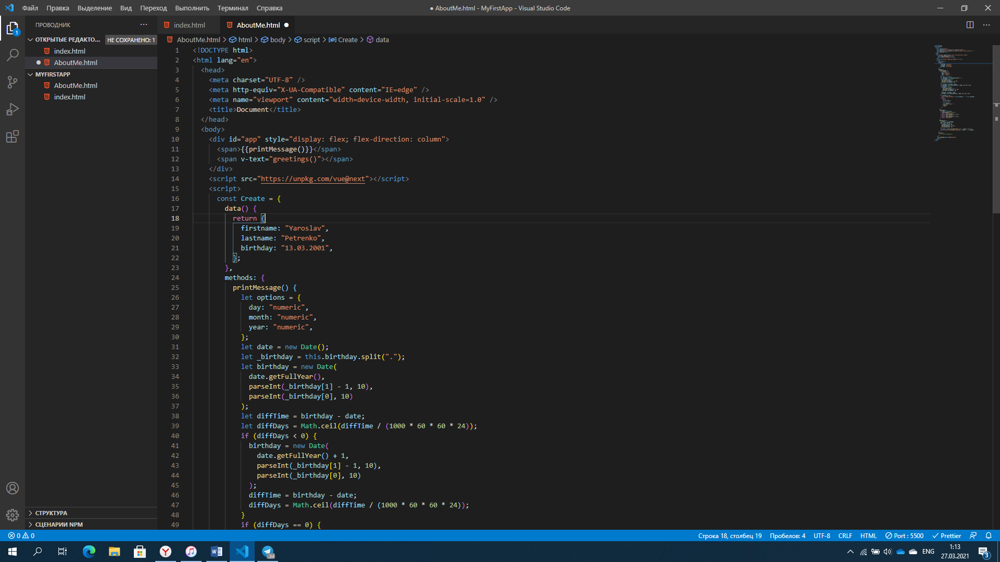 Файл Правка Выделение Вид Переход Выполнить Терминал Справка
● AboutMe.html - MyFirstApp - Visual Studio Code
ПРОВОДНИК
ОТКРЫТЫЕ РЕДАКТО... НЕ СОХРАНЕНО: 1
index.html
AboutMe.html
MYFIRSTAPP
AboutMe.html
index.html
СТРУКТУРА
СЦЕНАРИИ NPM
1
index.html
AboutMe.html
AboutMe.html > html > body > script > Create > data
1 <!DOCTYPE html>
2 <html lang="en">
3 <head>
4 <meta charset="UTF-8" />
5 <meta http-equiv="X-UA-Compatible" content="IE=edge" />
6 <meta name="viewport" content="width=device-width, initial-scale=1.0" />
7 <title>Document</title>
8 </head>
9 <body>
10 <div id="app" style="display: flex; flex-direction: column">
11 <span>{{printMessage()}}</span>
12 <span v-text="greetings()"></span>
13 </div>
14 <script src="https://unpkg.com/vue@next"></script>
15 <script>
16 const Create = {
17 data() {
18 return {
19 firstname: "Yaroslav",
20 lastname: "Petrenko",
21 birthday: "13.03.2001",
22 };
23 },
24 methods: {
25 printMessage() {
26 let options = {
27 day: "numeric",
28 month: "numeric",
29 year: "numeric",
30 };
31 let date = new Date();
32 let _birthday = this.birthday.split(".");
33 let birthday = new Date(
34 date.getFullYear(),
35 parseInt(_birthday[1] - 1, 10),
36 parseInt(_birthday[0], 10)
37 );
38 let diffTime = birthday - date;
39 let diffDays = Math.ceil(diffTime / (1000 * 60 * 60 * 24));
40 if (diffDays < 0) {
41 birthday = new Date(
42 date.getFullYear() + 1,
43 parseInt(_birthday[1] - 1, 10),
44 parseInt(_birthday[0], 10)
45 );
46 diffTime = birthday - date;
47 diffDays = Math.ceil(diffTime / (1000 * 60 * 60 * 24));
48 }
49 if (diffDays == 0) {
0 0
Строка 18, столбец 19 Пробелов: 4 UTF-8 CRLF HTML Port : 5500 Prettier
34
ENG
1:13
27.03.2021
3